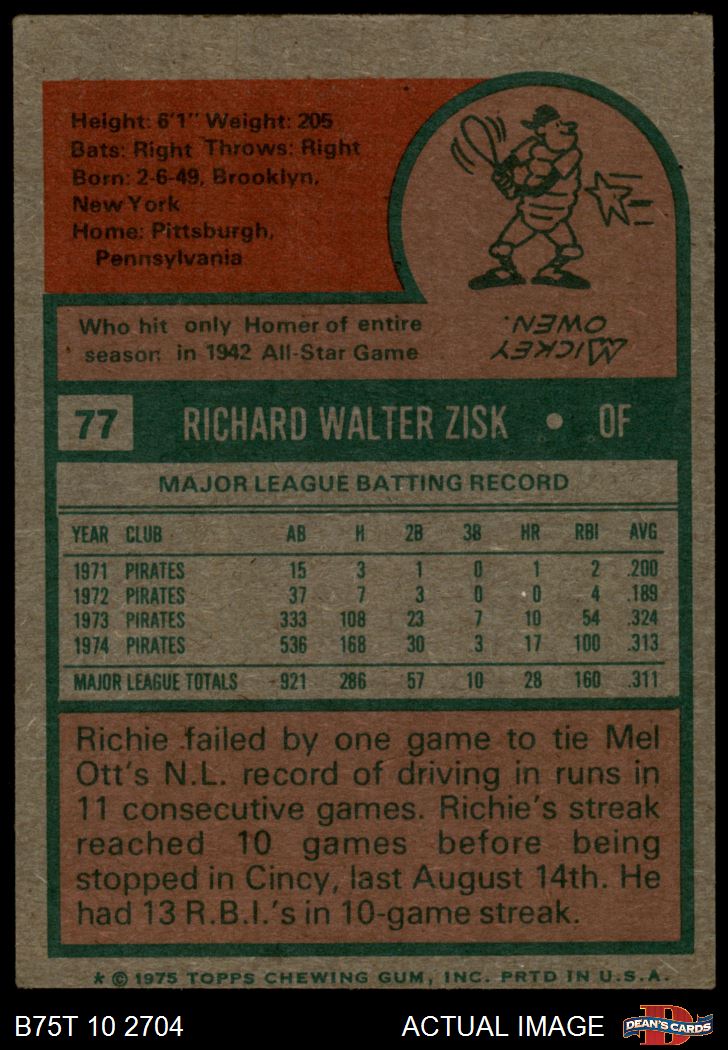 Height: 6'1" Weight: 205
Bats: Right Throws: Right
Born: 2-6-49, Brooklyn,
New York
Home: Pittsburgh,
Pennsylvania
Who hit only Homer of entire
season in 1942 All-Star Game
MICKEY
OWEN.
77 RICHARD WALTER ZISK • OF
MAJOR LEAGUE BATTING RECORD
YEAR CLUB AB H 2B 3B HR RBI AVG
1971 PIRATES 15 3 1 0 1 2 .200
1972 PIRATES 37 7 3 0 0 4 .189
1973 PIRATES 333 108 23 7 10 54 .324
1974 PIRATES 536 168 30 3 17 100 .313
MAJOR LEAGUE TOTALS 921 286 57 10 28 160 .311
Richie failed by one game to tie Mel
Ott's N.L. record of driving in runs in
11 consecutive games. Richie's streak
reached 10 games before being
stopped in Cincy, last August 14th. He
had 13 R.B.I.'s in 10-game streak.
* © 1975 TOPPS CHEWING GUM, INC. PRTD IN U.S.A.
B75T 10 2704 ACTUAL IMAGE D DEAN'S CARDS